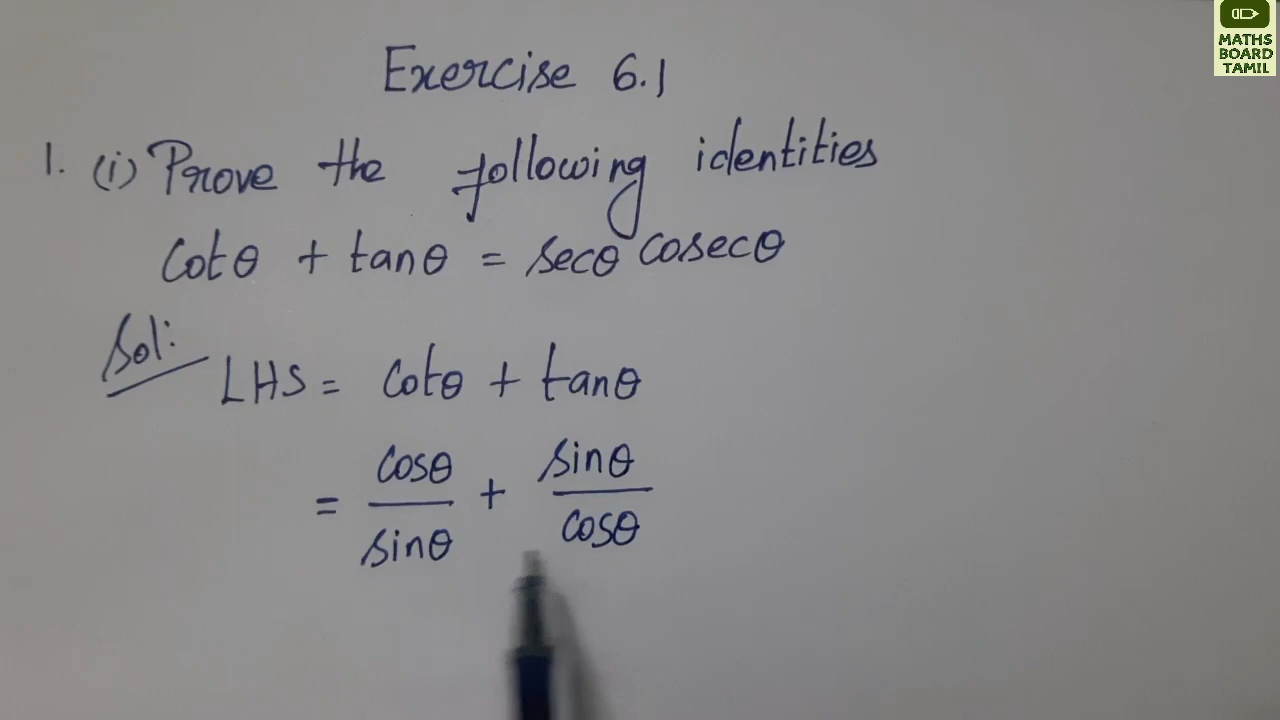 MATHS
BOARD
TAMIL
Exercise 6.1
1. (i) Prove the following identities
cotθ + tanθ = secθ cosecθ
Sol:
LHS = cotθ + tanθ
= cosθ/sinθ + sinθ/cosθ